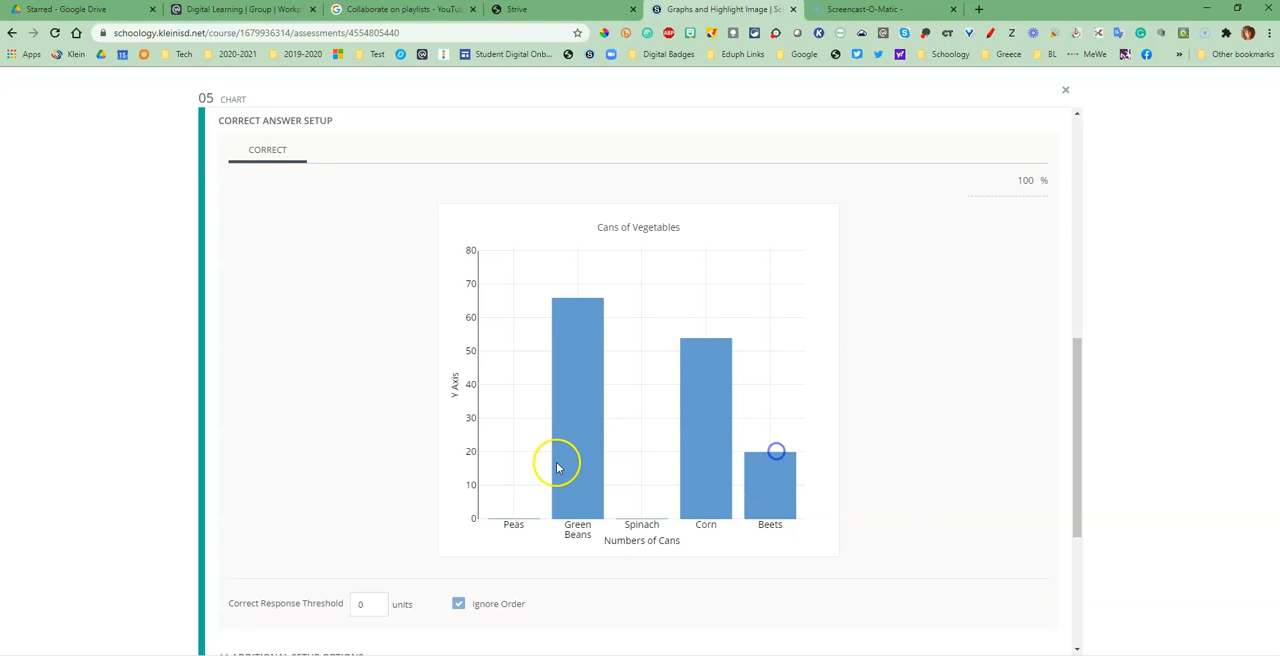 Starred - Google Drive
Digital Learning | Group | Workp
Collaborate on playlists - YouTu
Strive
Graphs and Highlight Image | Sc
Screencast-O-Matic -
schoology.kleinisd.net/course/1679936314/assessments/4554805440
Apps
Klein
Tech
2020-2021
2019-2020
Test
Student Digital Onb...
Digital Badges
Eduph Links
Google
Schoology
Greece
BL
MeWe
Other bookmarks
05 CHART
CORRECT ANSWER SETUP
CORRECT
100 %
Cans of Vegetables
80
70
60
50
40
30
20
10
0
Y Axis
Peas
Green Beans
Spinach
Corn
Beets
Numbers of Cans
Correct Response Threshold 0 units
Ignore Order